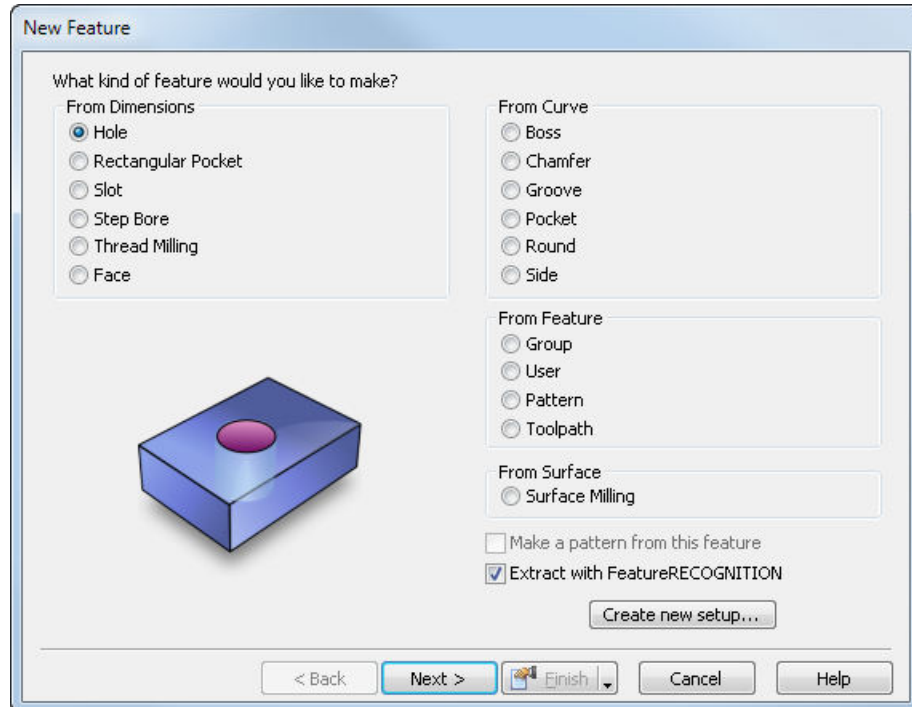 New Feature
What kind of feature would you like to make?
From Dimensions
Hole
Rectangular Pocket
Slot
Step Bore
Thread Milling
Face
From Curve
Boss
Chamfer
Groove
Pocket
Round
Side
From Feature
Group
User
Pattern
Toolpath
From Surface
Surface Milling
Make a pattern from this feature
Extract with FeatureRECOGNITION
Create new setup...
< Back Next > Finish Cancel Help